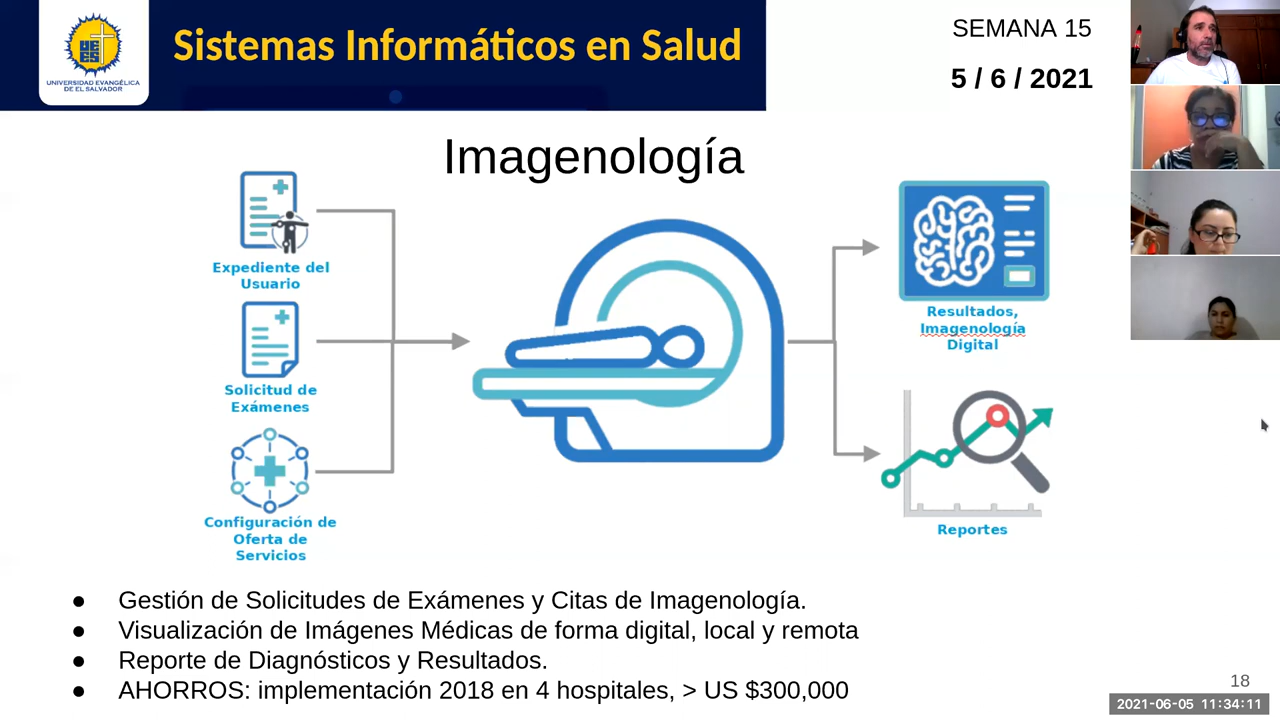 UEES
UNIVERSIDAD EVANGÉLICA
DE EL SALVADOR
Sistemas Informáticos en Salud
SEMANA 15
5 / 6 / 2021
Imagenología
Expediente del
Usuario
Solicitud de
Exámenes
Configuración de
Oferta de
Servicios
Resultados,
Imagenología
Digital
Reportes
● Gestión de Solicitudes de Exámenes y Citas de Imagenología.
● Visualización de Imágenes Médicas de forma digital, local y remota
● Reporte de Diagnósticos y Resultados.
● AHORROS: implementación 2018 en 4 hospitales, > US $300,000
18
2021-06-05 11:34:11